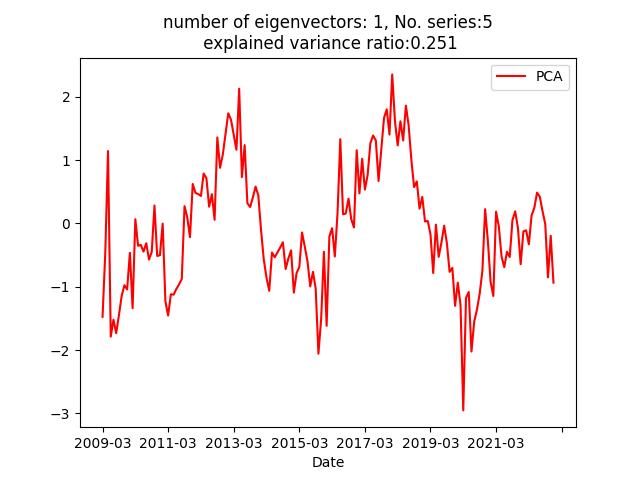 number of eigenvectors: 1, No. series:5
explained variance ratio:0.251
PCA
2
1
0
−1
−2
−3
2009-03 2011-03 2013-03 2015-03 2017-03 2019-03 2021-03
Date